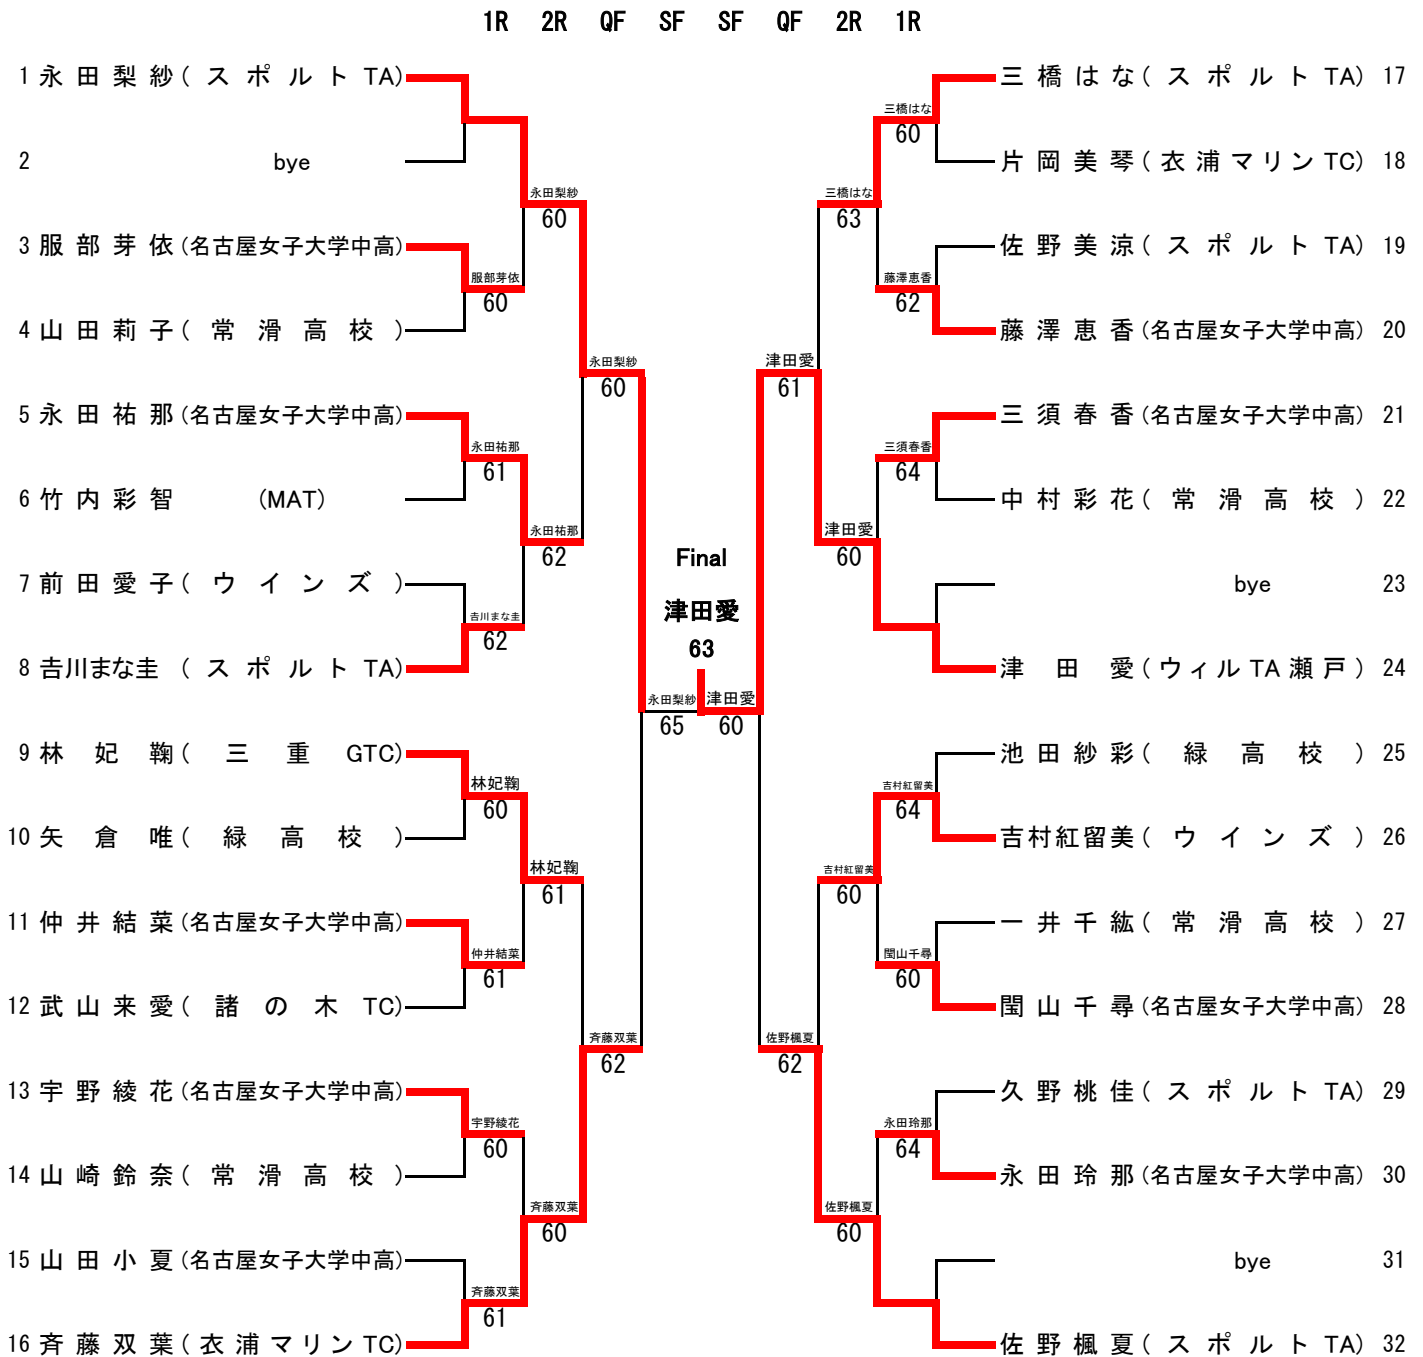 1R 2R QF SF SF QF 2R 1R
1 永田梨紗(スポルトTA)
三橋はな(スポルトTA) 17
三橋はな
60
2 bye
片岡美琴(衣浦マリンTC) 18
永田梨紗
60
三橋はな
63
3 服部芽依(名古屋女子大学中高)
佐野美涼(スポルトTA) 19
服部芽依
60
藤澤恵香
62
4 山田莉子(常滑高校)
藤澤恵香(名古屋女子大学中高) 20
永田梨紗
60
津田愛
61
5 永田祐那(名古屋女子大学中高)
三須春香(名古屋女子大学中高) 21
永田祐那
61
三須春香
64
6 竹内彩智 (MAT)
中村彩花(常滑高校) 22
永田祐那
62
津田愛
60
Final
7 前田愛子(ウインズ)
bye 23
津田愛
吉川まな圭
62
63
8 吉川まな圭(スポルトTA)
津田愛(ウィルTA瀬戸) 24
永田梨紗
65
津田愛
60
9 林妃鞠(三重GTC)
池田紗彩(緑高校) 25
林妃鞠
60
吉村紅留美
64
10 矢倉唯(緑高校)
吉村紅留美(ウインズ) 26
林妃鞠
61
吉村紅留美
60
11 仲井結菜(名古屋女子大学中高)
一井千紘(常滑高校) 27
仲井結菜
61
閏山千尋
60
12 武山来愛(諸の木TC)
閏山千尋(名古屋女子大学中高) 28
斉藤双葉
62
佐野楓夏
62
13 宇野綾花(名古屋女子大学中高)
久野桃佳(スポルトTA) 29
宇野綾花
60
永田玲那
64
14 山崎鈴奈(常滑高校)
永田玲那(名古屋女子大学中高) 30
斉藤双葉
60
佐野楓夏
60
15 山田小夏(名古屋女子大学中高)
bye 31
斉藤双葉
61
16 斉藤双葉(衣浦マリンTC)
佐野楓夏(スポルトTA) 32